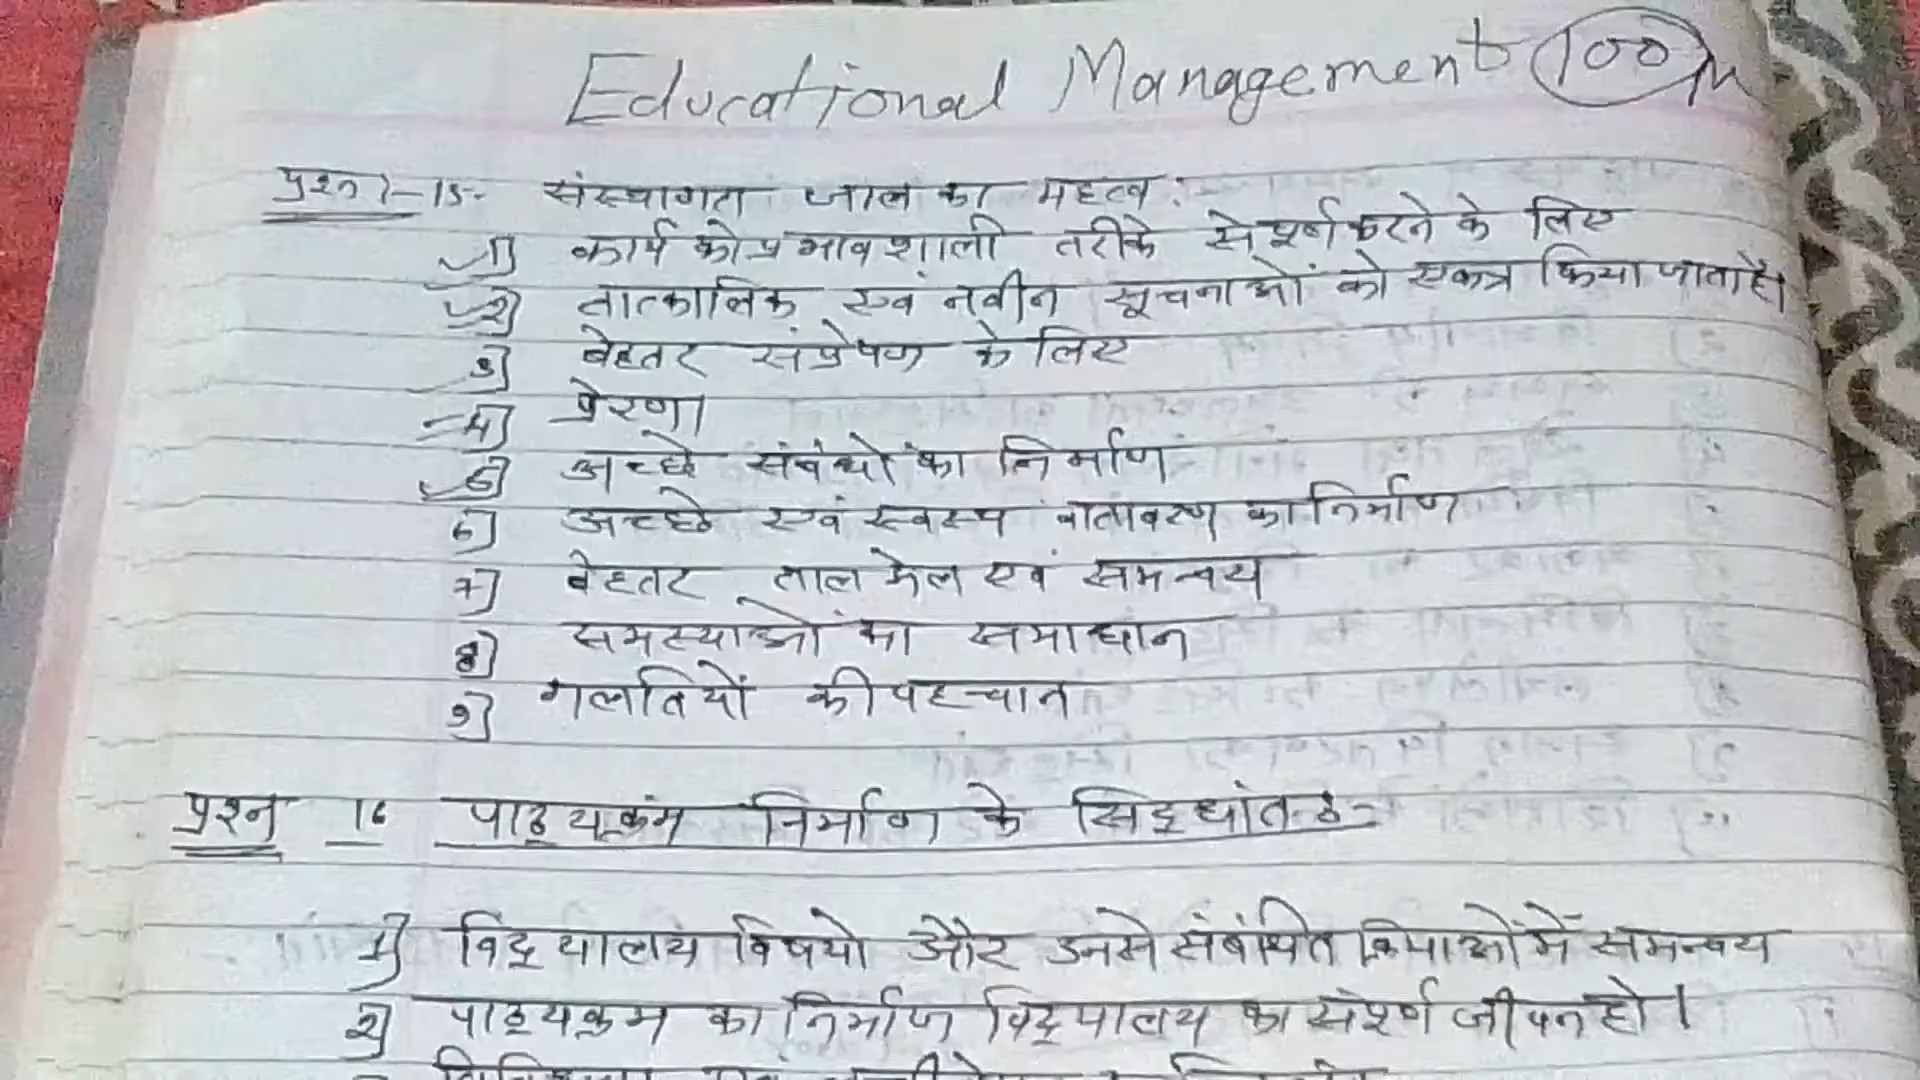 Educational Management 100 m
प्रश्न १-15- संस्थागत जाल का महत्व :
1) कार्य को प्रभावशाली तरीके से पूर्ण करने के लिए
2) तात्कालिक एवं नवीन सूचनाओं को एकत्र किया जाता है।
3) बेहतर संप्रेषण के लिए
4) प्रेरणा
5) अच्छे संबंधो का निर्माण
6) अच्छे एवं स्वस्थ वातावरण का निर्माण
7) बेहतर ताल मेल एवं समन्वय
8) समस्याओं का समाधान
9) गलतियों की पहचान
प्रश्न 16 पाठ्यक्रम निर्माण के सिद्धांत :-
1) विद्यालय विषयो और उनसे संबंधित क्रियाओं में समन्वय
2) पाठ्यक्रम का निर्माण विद्यालय का संपूर्ण जीवन हो।